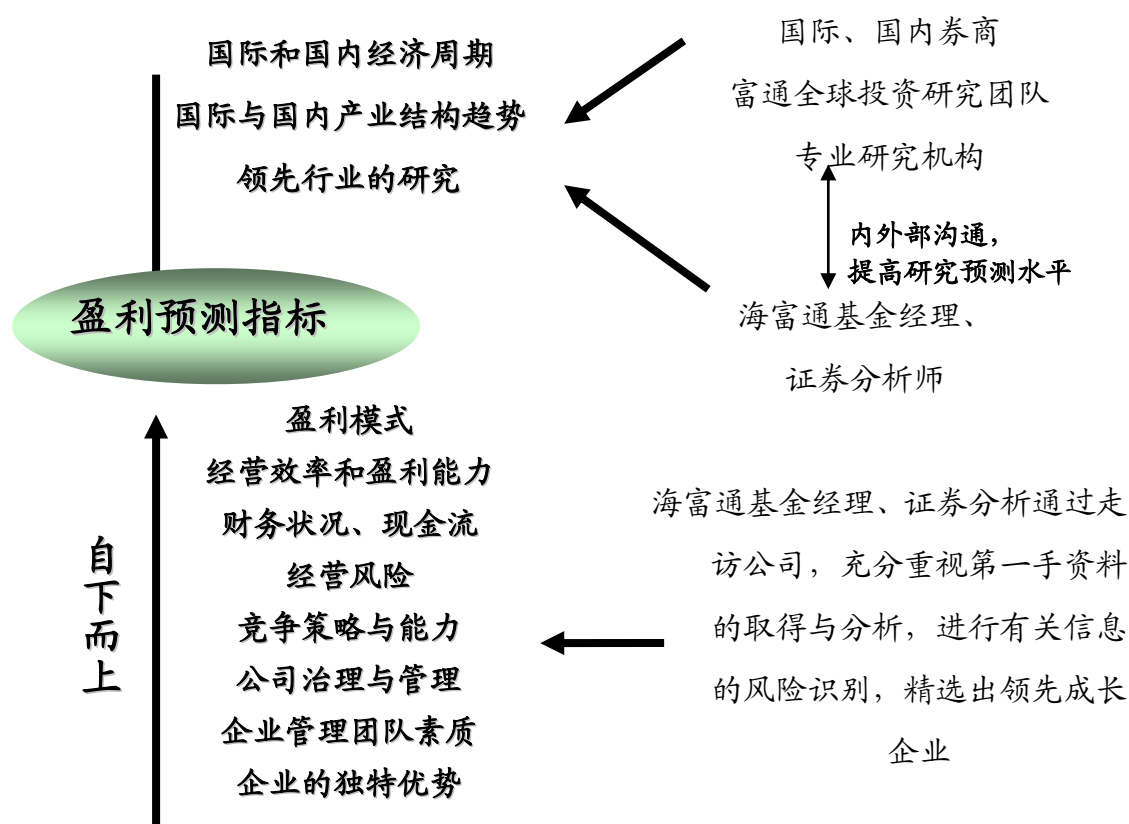 国际和国内经济周期
国际与国内产业结构趋势
领先行业的研究
国际、国内券商
富通全球投资研究团队
专业研究机构
内外部沟通，
提高研究预测水平
海富通基金经理、
证券分析师
盈利预测指标
自下而上
盈利模式
经营效率和盈利能力
财务状况、现金流
经营风险
竞争策略与能力
公司治理与管理
企业管理团队素质
企业的独特优势
海富通基金经理、证券分析通过走
访公司，充分重视第一手资料
的取得与分析，进行有关信息
的风险识别，精选出领先成长
企业